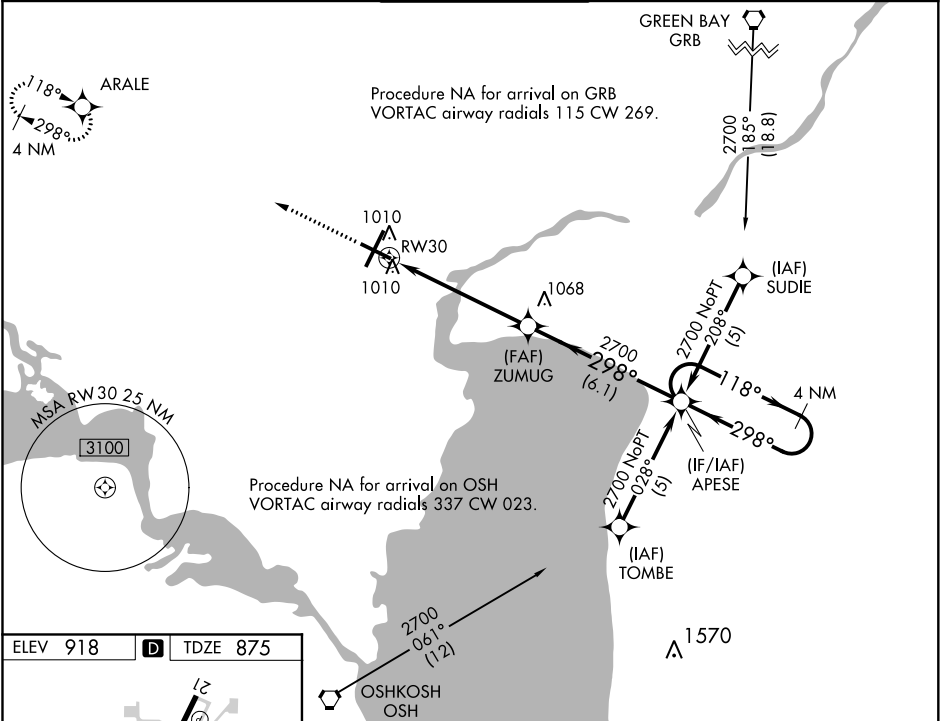 GREEN BAY
GRB
118°
298°
4 NM
ARALE
Procedure NA for arrival on GRB
VORTAC airway radials 115 CW 269.
2700
185°
(18.8)
1010
RW30
1010
1068
(FAF)
ZUMUG
2700
298°
(6.1)
(IAF)
SUDIE
2700 NoPT
208°
(5)
118°
4 NM
298°
(IF/IAF)
APESE
2700 NoPT
028°
(5)
(IAF)
TOMBE
MSA RW30 25 NM
3100
Procedure NA for arrival on OSH
VORTAC airway radials 337 CW 023.
2700
061°
(12)
OSHKOSH
OSH
1570
ELEV 918 D TDZE 875
21